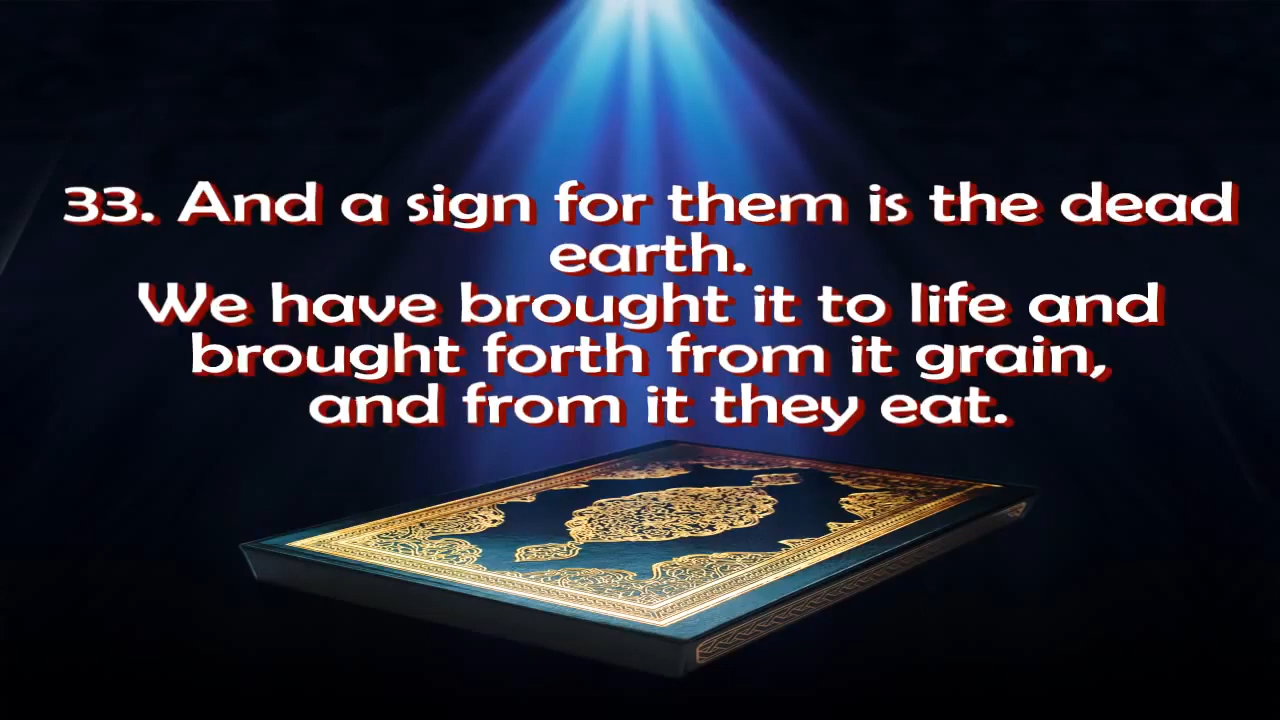 33. And a sign for them is the dead
earth.
We have brought it to life and
brought forth from it grain,
and from it they eat.